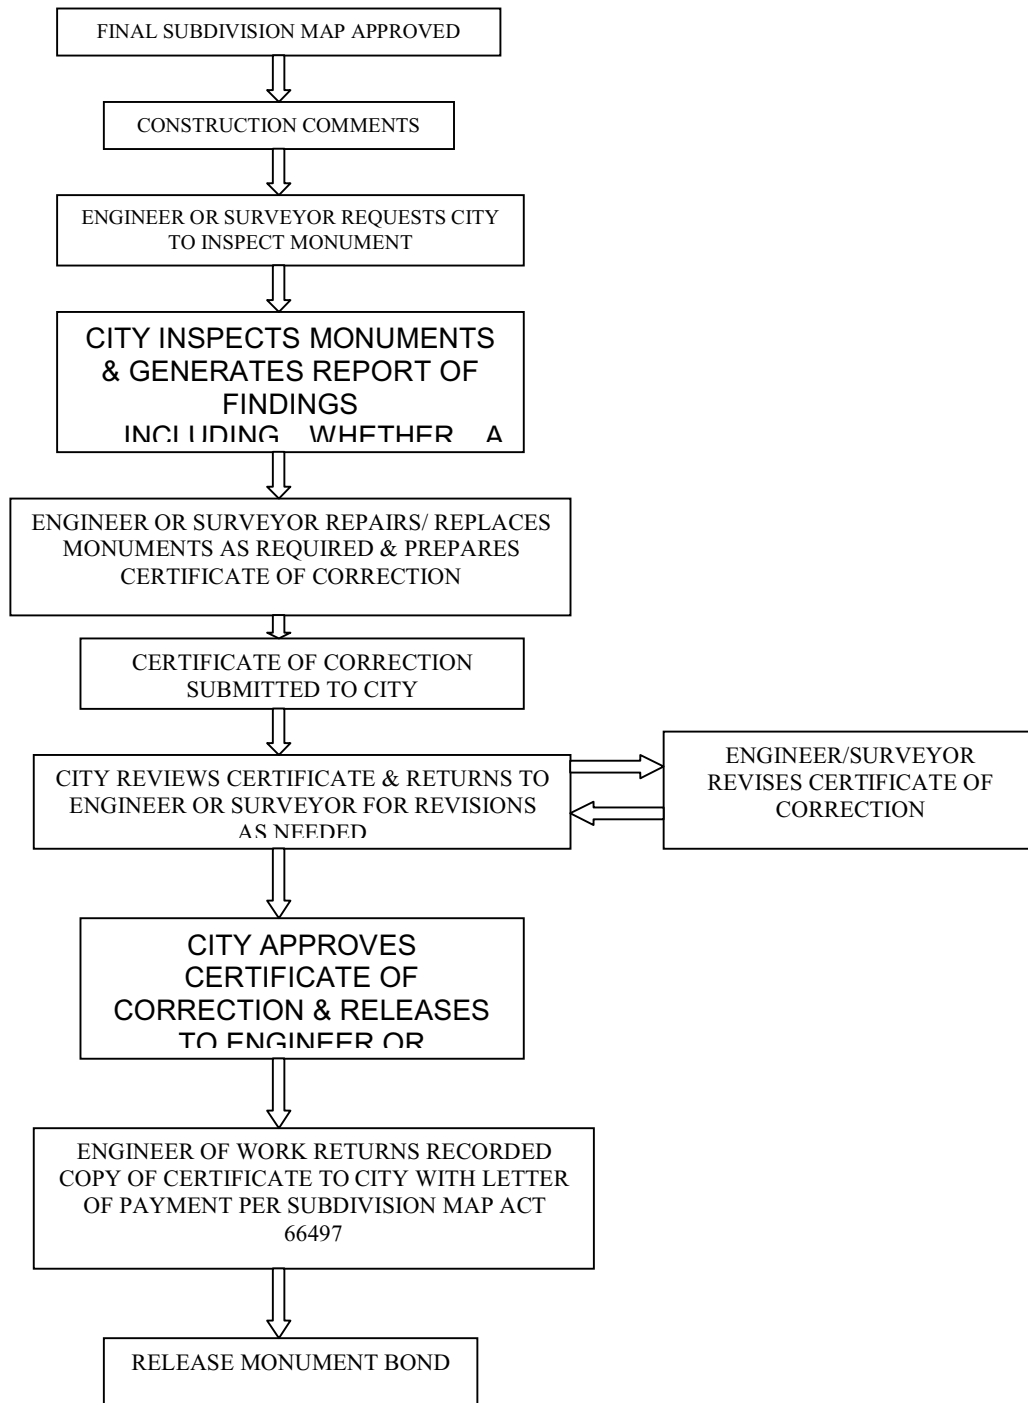 FINAL SUBDIVISION MAP APPROVED
CONSTRUCTION COMMENTS
ENGINEER OR SURVEYOR REQUESTS CITY
TO INSPECT MONUMENT
CITY INSPECTS MONUMENTS
& GENERATES REPORT OF
FINDINGS
INCLUDING WHETHER A
ENGINEER OR SURVEYOR REPAIRS/ REPLACES
MONUMENTS AS REQUIRED & PREPARES
CERTIFICATE OF CORRECTION
CERTIFICATE OF CORRECTION
SUBMITTED TO CITY
CITY REVIEWS CERTIFICATE & RETURNS TO
ENGINEER OR SURVEYOR FOR REVISIONS
AS NEEDED
ENGINEER/SURVEYOR
REVISES CERTIFICATE OF
CORRECTION
CITY APPROVES
CERTIFICATE OF
CORRECTION & RELEASES
TO ENGINEER OR
ENGINEER OF WORK RETURNS RECORDED
COPY OF CERTIFICATE TO CITY WITH LETTER
OF PAYMENT PER SUBDIVISION MAP ACT
66497
RELEASE MONUMENT BOND